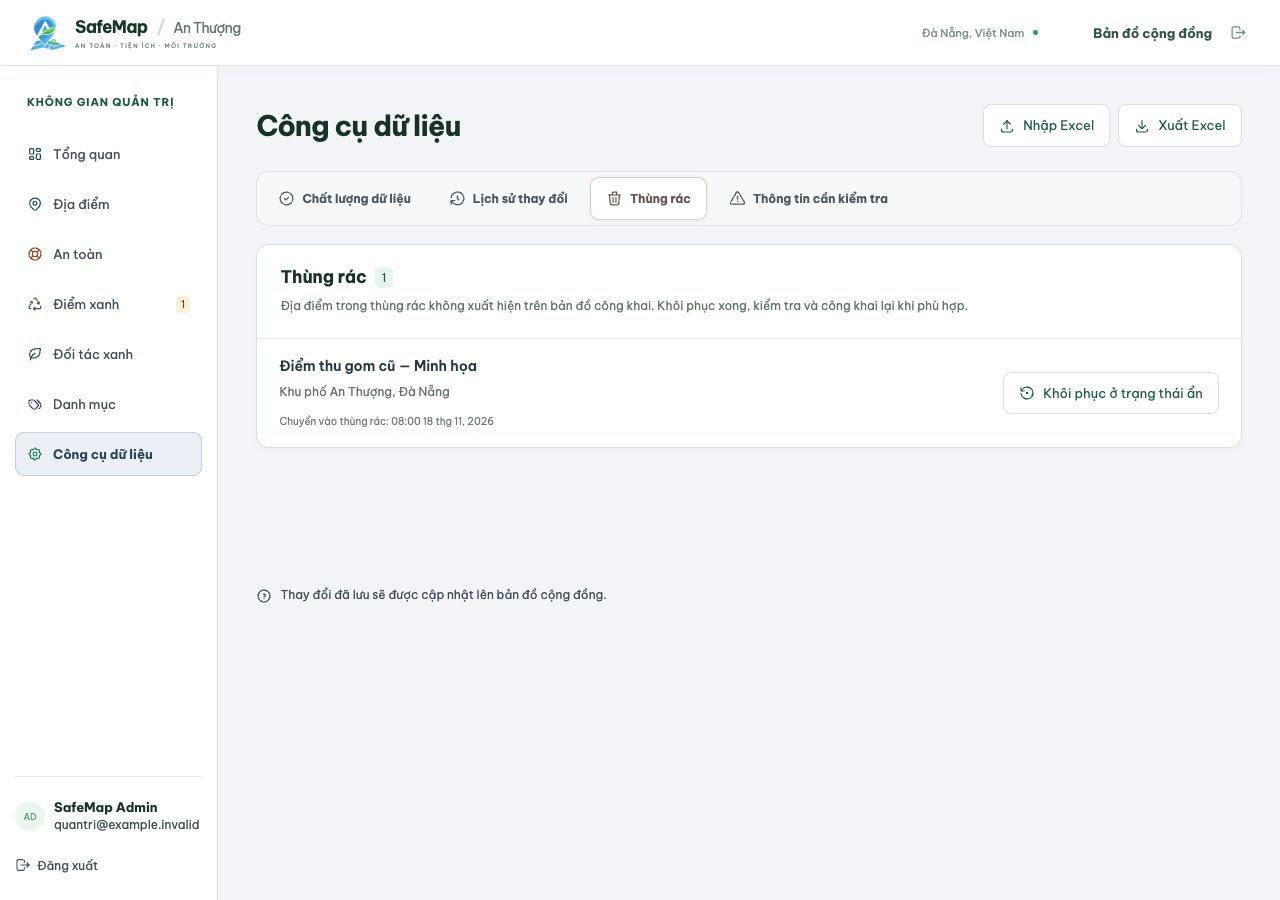 SafeMap / An Thượng
AN TOÀN · TIỆN ÍCH · MÔI TRƯỜNG
Đà Nẵng, Việt Nam
Bản đồ cộng đồng
KHÔNG GIAN QUẢN TRỊ
Tổng quan
Địa điểm
An toàn
Điểm xanh 1
Đối tác xanh
Danh mục
Công cụ dữ liệu
SafeMap Admin
AD
quantri@example.invalid
Đăng xuất
Công cụ dữ liệu
Nhập Excel
Xuất Excel
Chất lượng dữ liệu
Lịch sử thay đổi
Thùng rác
Thông tin cần kiểm tra
Thùng rác 1
Địa điểm trong thùng rác không xuất hiện trên bản đồ công khai. Khôi phục xong, kiểm tra và công khai lại khi phù hợp.
Điểm thu gom cũ — Minh họa
Khu phố An Thượng, Đà Nẵng
Chuyển vào thùng rác: 08:00 18 thg 11, 2026
Khôi phục ở trạng thái ẩn
Thay đổi đã lưu sẽ được cập nhật lên bản đồ cộng đồng.